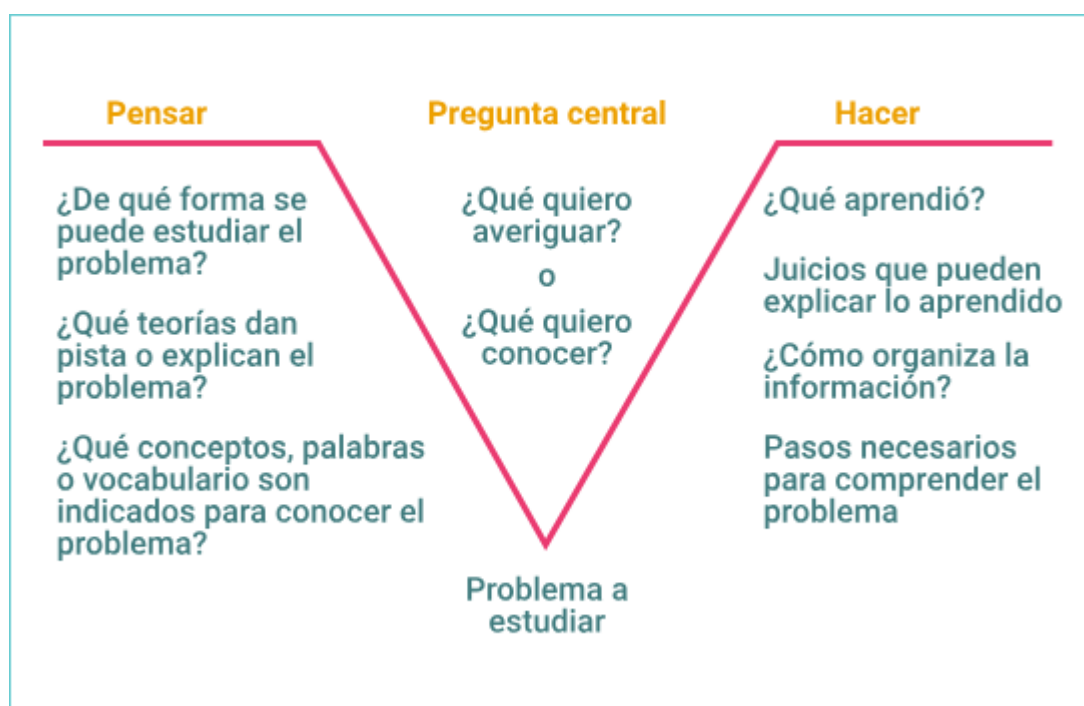 Pensar
¿De qué forma se
puede estudiar el
problema?
¿Qué teorías dan
pista o explican el
problema?
¿Qué conceptos, palabras
o vocabulario son
indicados para conocer el
problema?
Pregunta central
¿Qué quiero
averiguar?
o
¿Qué quiero
conocer?
Problema a
estudiar
Hacer
¿Qué aprendió?
Juicios que pueden
explicar lo aprendido
¿Cómo organiza la
información?
Pasos necesarios
para comprender el
problema